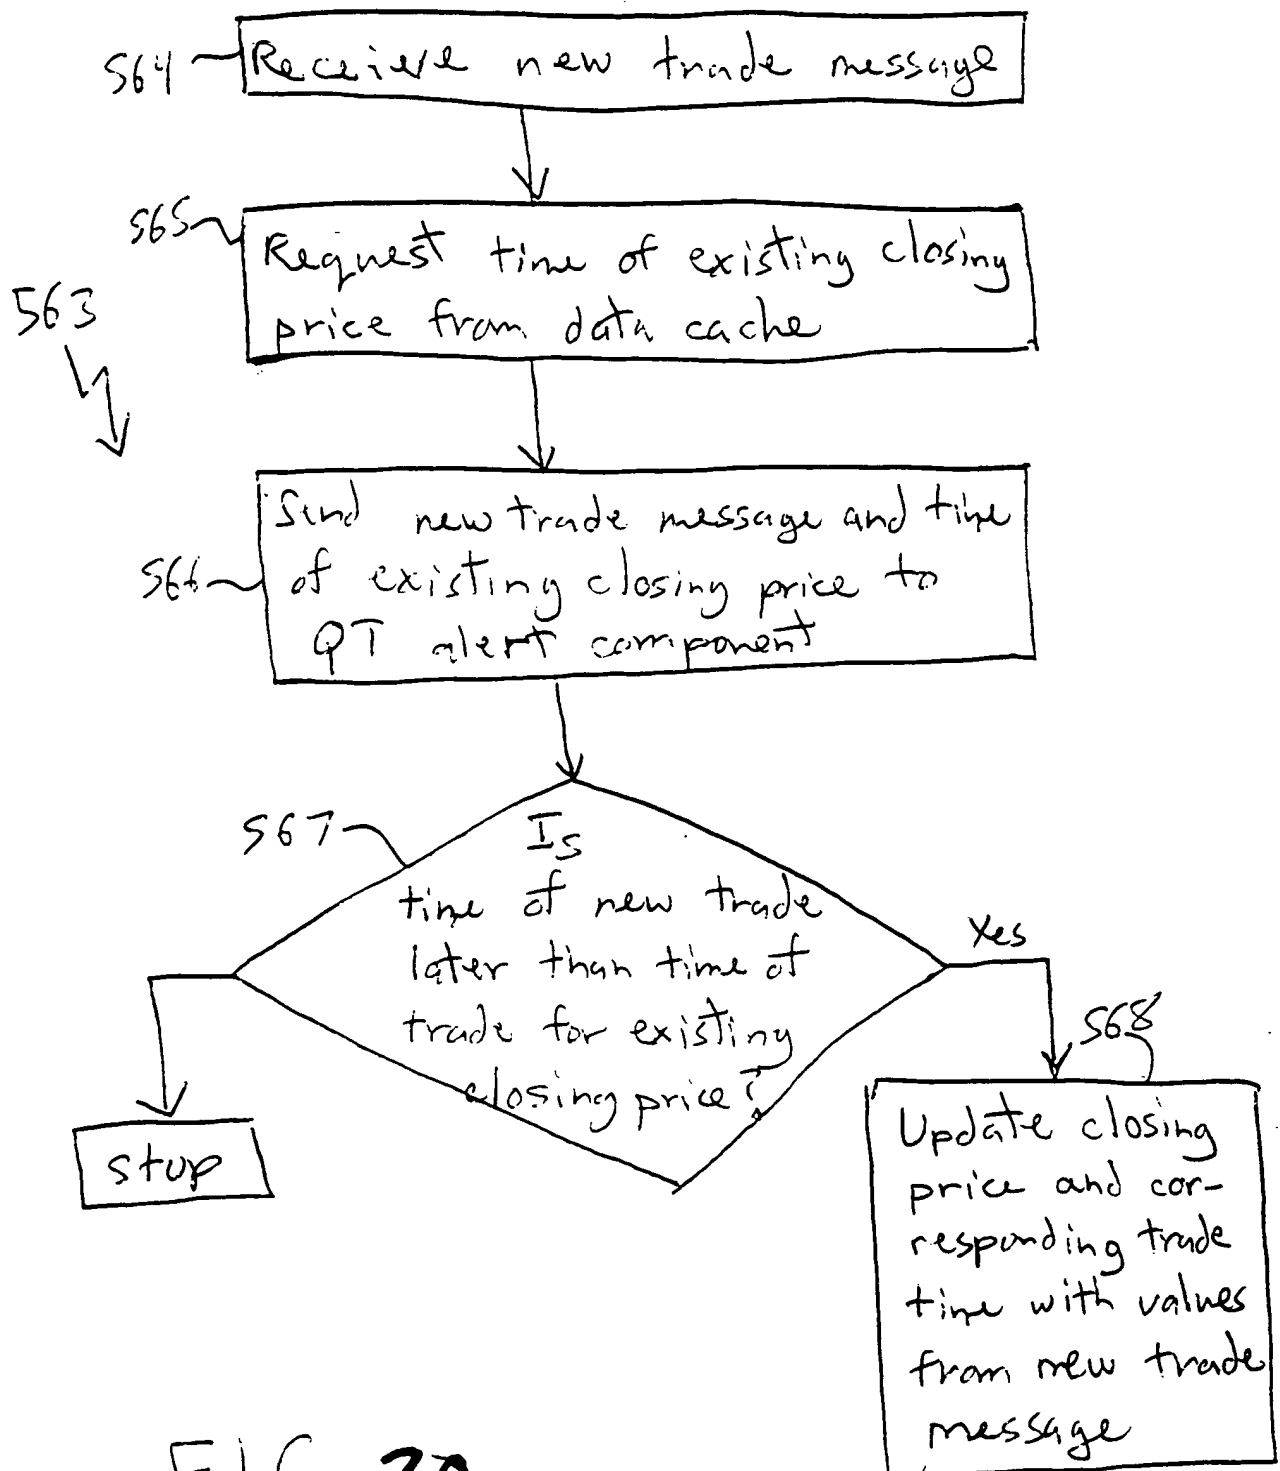 564
Receive new trade message
565
Request time of existing closing
price from data cache
563
Send new trade message and time
566
of existing closing price to
QT alert component
567
Is
time of new trade
later than time of
trade for existing
closing price?
Yes
568
stop
Update closing
price and cor-
responding trade
time with values
from new trade
message
FIG